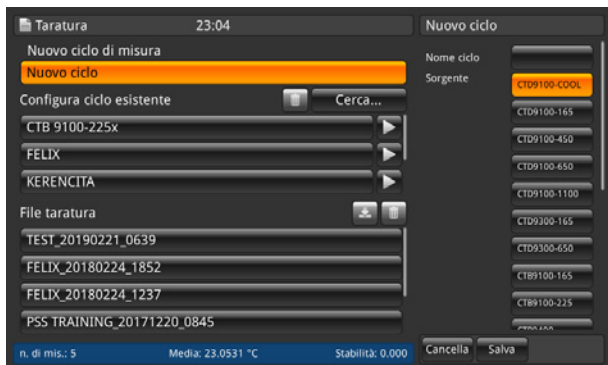 Taratura 23:04
Nuovo ciclo di misura
Nuovo ciclo
Configura ciclo esistente Cerca...
CTB 9100-225x
FELIX
KERENCITA
File taratura
TEST_20190221_0639
FELIX_20180224_1852
FELIX_20180224_1237
PSS TRAINING_20171220_0845
n. di mis.: 5 Media: 23.0531 °C Stabilità: 0.000
Nuovo ciclo
Nome ciclo
Sorgente
CTD9100-COOL
CTD9100-165
CTD9100-450
CTD9100-650
CTD9100-1100
CTD9300-165
CTD9300-650
CTB9100-165
CTB9100-225
Cancella Salva